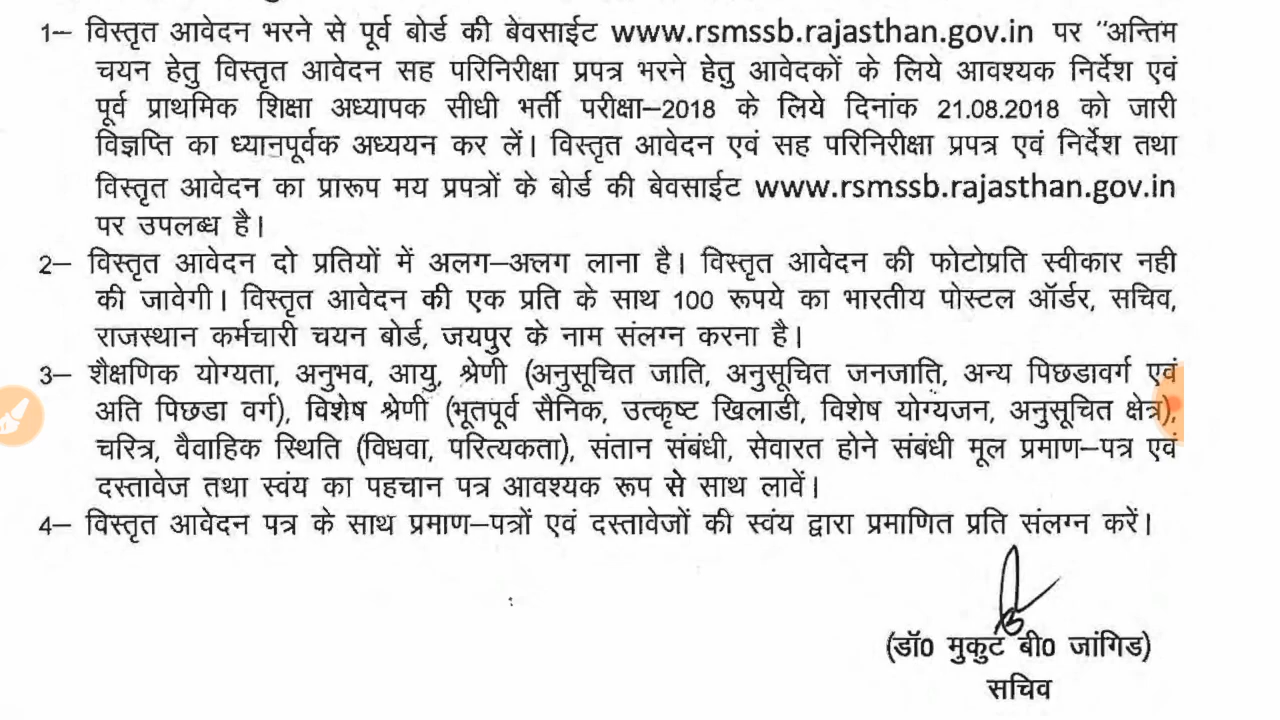 1– विस्तृत आवेदन भरने से पूर्व बोर्ड की बेवसाईट www.rsmssb.rajasthan.gov.in पर "अन्तिम
चयन हेतु विस्तृत आवेदन सह परिनिरीक्षा प्रपत्र भरने हेतु आवेदकों के लिये आवश्यक निर्देश एवं
पूर्व प्राथमिक शिक्षा अध्यापक सीधी भर्ती परीक्षा–2018 के लिये दिनांक 21.08.2018 को जारी
विज्ञप्ति का ध्यानपूर्वक अध्ययन कर लें। विस्तृत आवेदन एवं सह परिनिरीक्षा प्रपत्र एवं निर्देश तथा
विस्तृत आवेदन का प्रारूप मय प्रपत्रों के बोर्ड की बेवसाईट www.rsmssb.rajasthan.gov.in
पर उपलब्ध है।
2– विस्तृत आवेदन दो प्रतियों में अलग–अलग लाना है। विस्तृत आवेदन की फोटोप्रति स्वीकार नही
की जावेगी। विस्तृत आवेदन की एक प्रति के साथ 100 रूपये का भारतीय पोस्टल ऑर्डर, सचिव,
राजस्थान कर्मचारी चयन बोर्ड, जयपुर के नाम संलग्न करना है।
3– शैक्षणिक योग्यता, अनुभव, आयु, श्रेणी (अनुसूचित जाति, अनुसूचित जनजाति, अन्य पिछडावर्ग एवं
अति पिछडा वर्ग), विशेष श्रेणी (भूतपूर्व सैनिक, उत्कृष्ट खिलाडी, विशेष योग्यजन, अनुसूचित क्षेत्र),
चरित्र, वैवाहिक स्थिति (विधवा, परित्यकता), संतान संबंधी, सेवारत होने संबंधी मूल प्रमाण–पत्र एवं
दस्तावेज तथा स्वंय का पहचान पत्र आवश्यक रूप से साथ लावें।
4– विस्तृत आवेदन पत्र के साथ प्रमाण–पत्रों एवं दस्तावेजों की स्वंय द्वारा प्रमाणित प्रति संलग्न करें।
(डॉ0 मुकुट बी0 जांगिड)
सचिव